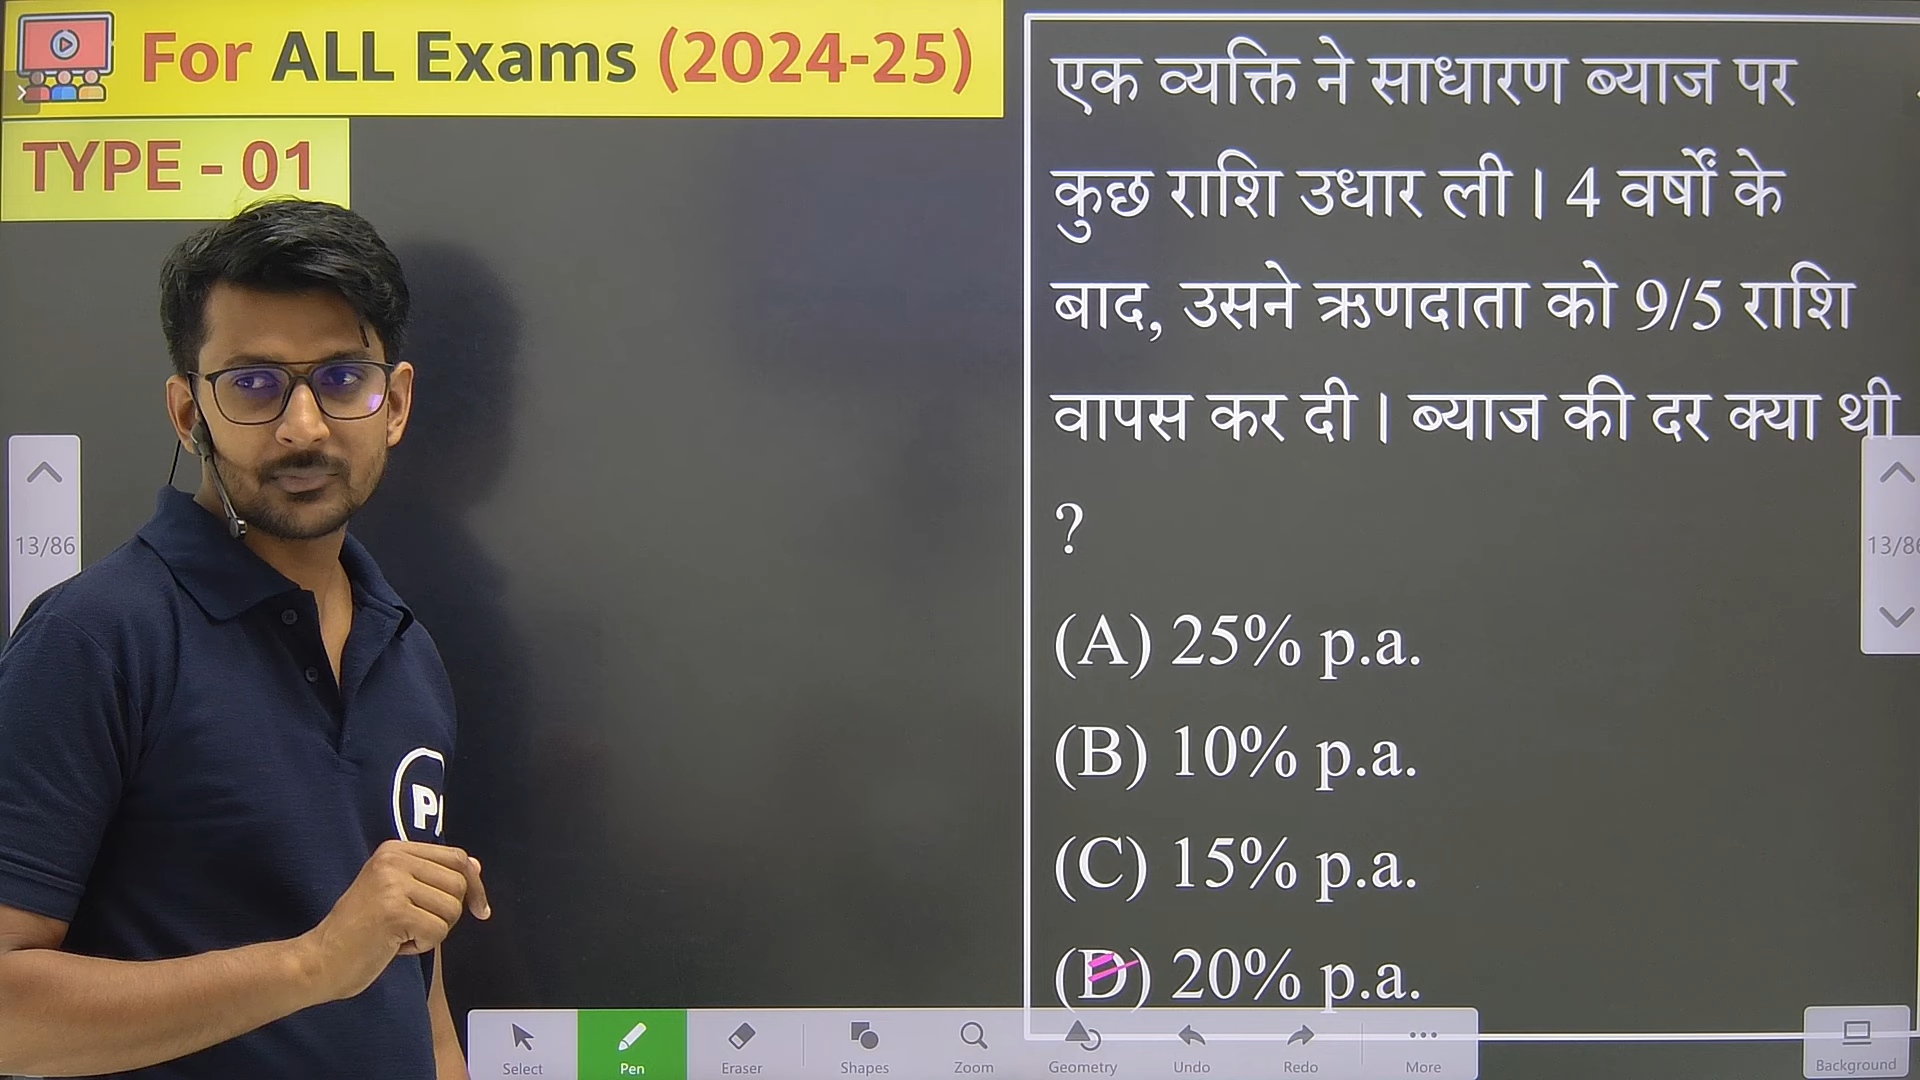 For ALL Exams (2024-25)
TYPE - 01
एक व्यक्ति ने साधारण ब्याज पर
कुछ राशि उधार ली। 4 वर्षों के
बाद, उसने ऋणदाता को 9/5 राशि
वापस कर दी। ब्याज की दर क्या थी
?
(A) 25% p.a.
(B) 10% p.a.
(C) 15% p.a.
(D) 20% p.a.
13/86
13/86
P
Select
Pen
Eraser
Shapes
Zoom
Geometry
Undo
Redo
More
Background